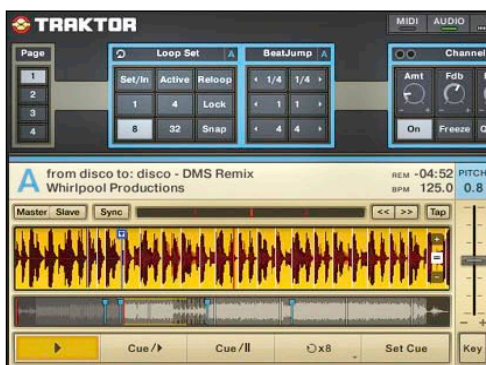 TRAKTOR
MIDI AUDIO
Page Loop Set A BeatJump A Channel
1 Set/In Active Reloop 1/4 1/4 Amt Fdb
2
3 1 4 Lock 1 1
4 8 32 Snap 4 4 On Freeze
A from disco to: disco - DMS Remix REM -04:52 PITCH
Whirlpool Productions BPM 125.0 0.8
Master Slave Sync << >> Tap
+
=
-
- +
Cue/ Cue/II x8 Set Cue Key